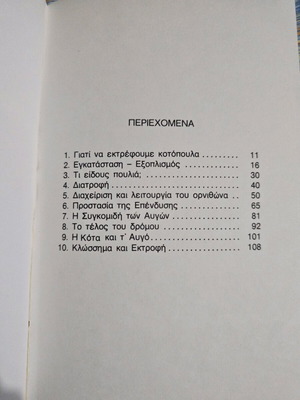 ΠΕΡΙΕΧΟΜΕΝΑ
1. Γιατί να εκτρέφουμε κοτόπουλα . . . . . . . . . 11
2. Εγκατάσταση – Εξοπλισμός . . . . . . . . . . . . 16
3. Τι είδους πουλιά; . . . . . . . . . . . . . . . . . . . . 30
4. Διατροφή . . . . . . . . . . . . . . . . . . . . . . . . . . 40
5. Διαχείριση και λειτουργία του ορνιθώνα . . 50
6. Προστασία της Επένδυσης . . . . . . . . . . . . . 65
7. Η Συγκομιδή των Αυγών . . . . . . . . . . . . . . 81
8. Το τέλος του δρόμου . . . . . . . . . . . . . . . . . 92
9. Η Κότα και τ' Αυγό . . . . . . . . . . . . . . . . . . 101
10. Κλώσσημα και Εκτροφή . . . . . . . . . . . . . . 108